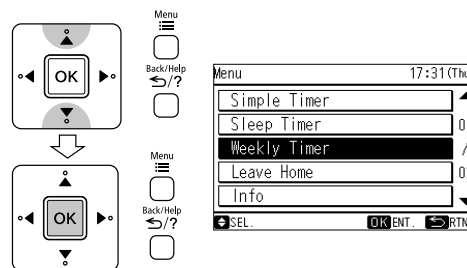 Menu
OK
Back/Help
/?
Menu
OK
Back/Help
/?
Menu 17:31(Thu
Simple Timer
Sleep Timer
Weekly Timer
Leave Home
Info
SEL. OK ENT. RTN